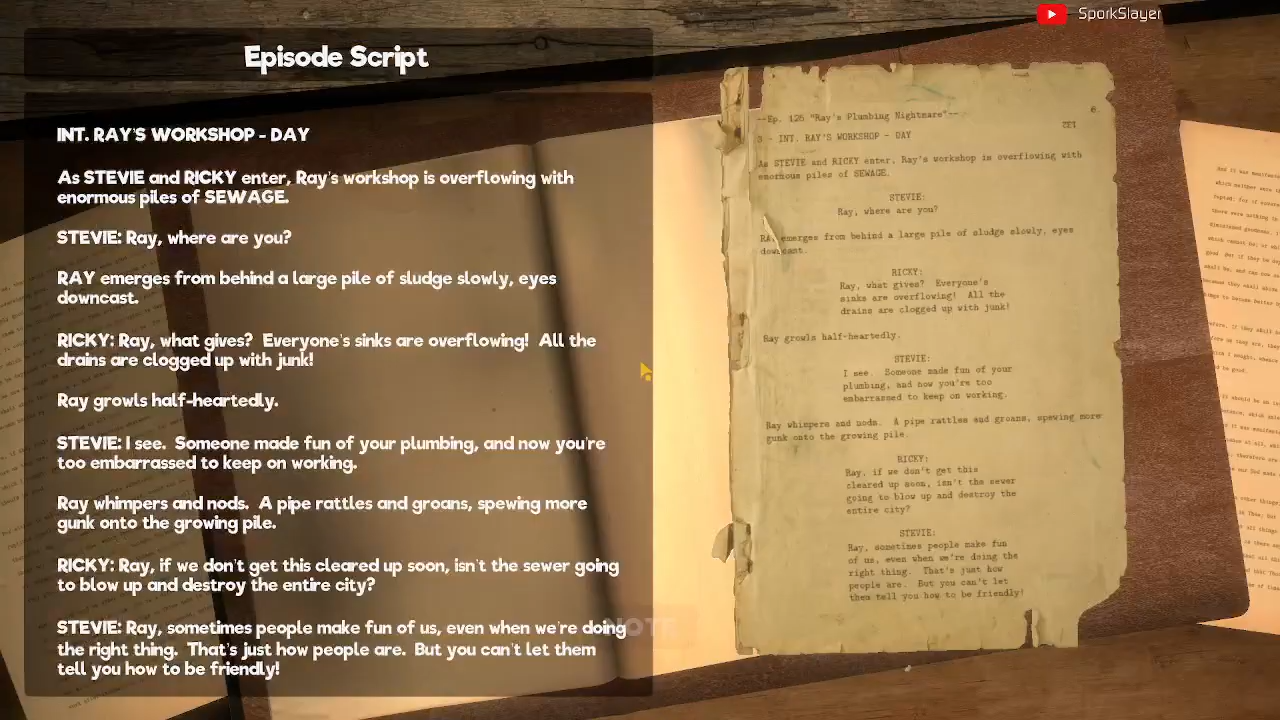 SporkSlayer
Episode Script
INT. RAY'S WORKSHOP - DAY
As STEVIE and RICKY enter, Ray's workshop is overflowing with
enormous piles of SEWAGE.
STEVIE: Ray, where are you?
RAY emerges from behind a large pile of sludge slowly, eyes
downcast.
RICKY: Ray, what gives?  Everyone's sinks are overflowing!  All the
drains are clogged up with junk!
Ray growls half-heartedly.
STEVIE: I see.  Someone made fun of your plumbing, and now you're
too embarrassed to keep on working.
Ray whimpers and nods.  A pipe rattles and groans, spewing more
gunk onto the growing pile.
RICKY: Ray, if we don't get this cleared up soon, isn't the sewer going
to blow up and destroy the entire city?
STEVIE: Ray, sometimes people make fun of us, even when we're doing
the right thing.  That's just how people are.  But you can't let them
tell you how to be friendly!
NOTE
--Ep. 125 "Ray's Plumbing Nightmare"--
6.
3 - INT. RAY'S WORKSHOP - DAY
As STEVIE and RICKY enter, Ray's workshop is overflowing with
enormous piles of SEWAGE.
STEVIE:
Ray, where are you?
RAY emerges from behind a large pile of sludge slowly, eyes
downcast.
RICKY:
Ray, what gives?  Everyone's
sinks are overflowing!  All the
drains are clogged up with junk!
Ray growls half-heartedly.
STEVIE:
I see.  Someone made fun of your
plumbing, and now you're too
embarrassed to keep on working.
Ray whimpers and nods.  A pipe rattles and groans, spewing more
gunk onto the growing pile.
RICKY:
Ray, if we don't get this
cleared up soon, isn't the sewer
going to blow up and destroy the
entire city?
STEVIE:
Ray, sometimes people make fun
of us, even when we're doing the
right thing.  That's just how
people are.  But you can't let
them tell you how to be friendly!